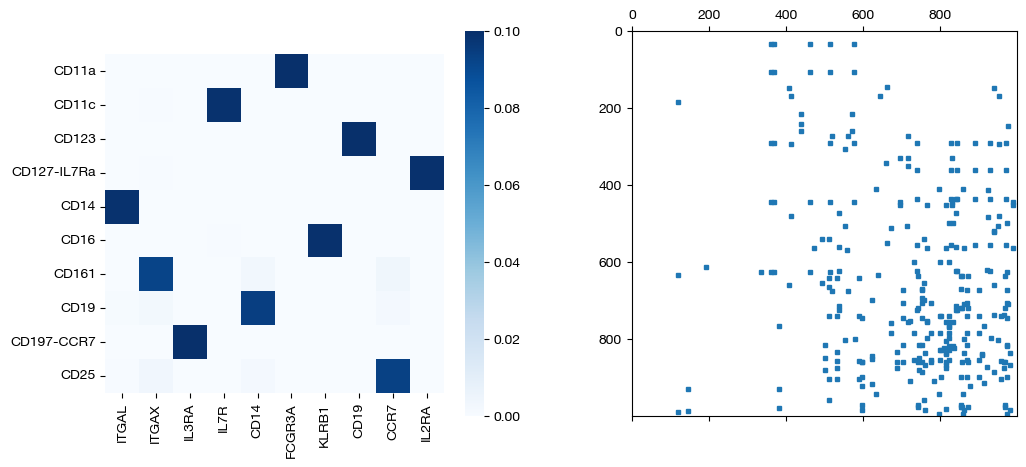 CD11a
CD11c
CD123
CD127-IL7Ra
CD14
CD16
CD161
CD19
CD197-CCR7
CD25
ITGAL
ITGAX
IL3RA
IL7R
CD14
FCGR3A
KLRB1
CD19
CCR7
IL2RA
0.10
0.08
0.06
0.04
0.02
0.00
0 200 400 600 800
0
200
400
600
800